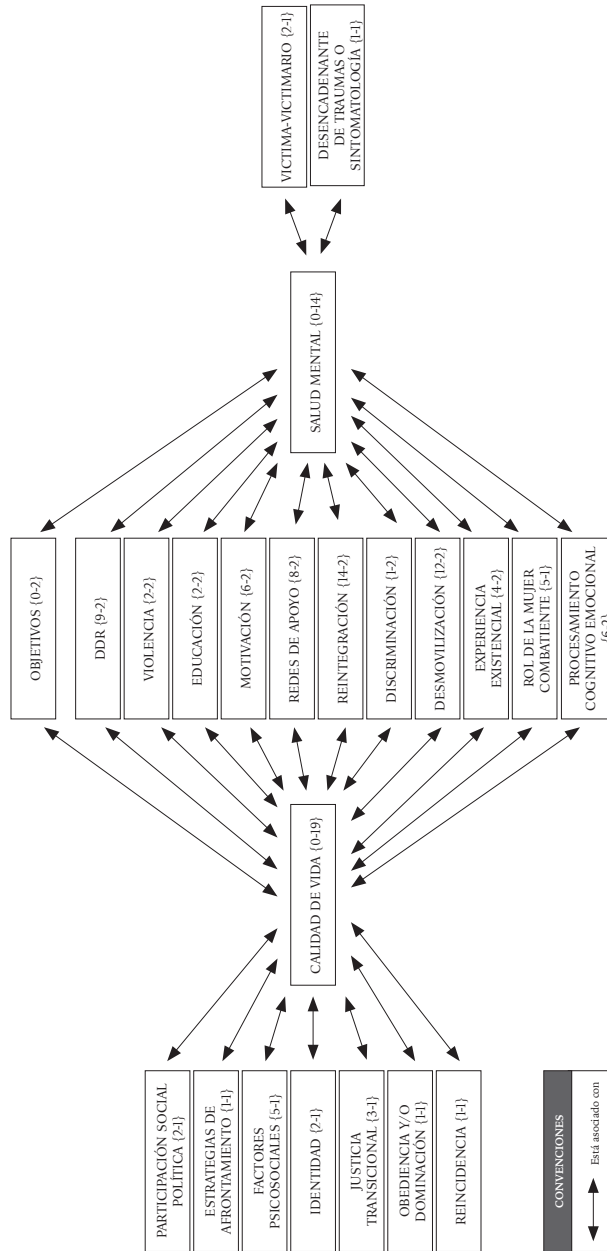 PARTICIPACIÓN SOCIAL
POLÍTICA {2-1}
ESTRATEGIAS DE
AFRONTAMIENTO {1-1}
FACTORES
PSICOSOCIALES {5-1}
IDENTIDAD {2-1}
JUSTICIA
TRANSICIONAL {3-1}
OBEDIENCIA Y/O
DOMINACIÓN {1-1}
REINCIDENCIA {1-1}
CALIDAD DE VIDA {0-19}
OBJETIVOS {0-2}
DDR {9-2}
VIOLENCIA {2-2}
EDUCACIÓN {2-2}
MOTIVACIÓN {6-2}
REDES DE APOYO {8-2}
REINTEGRACIÓN {14-2}
DISCRIMINACIÓN {1-2}
DESMOVILIZACIÓN {12-2}
EXPERIENCIA
EXISTENCIAL {4-2}
ROL DE LA MUJER
COMBATIENTE {5-1}
PROCESAMIENTO
COGNITIVO EMOCIONAL
{6-2}
SALUD MENTAL {0-14}
VICTIMA-VICTIMARIO {2-1}
DESENCADENANTE
DE TRAUMAS O
SINTOMATOLOGÍA {1-1}
CONVENCIONES
Está asociado con